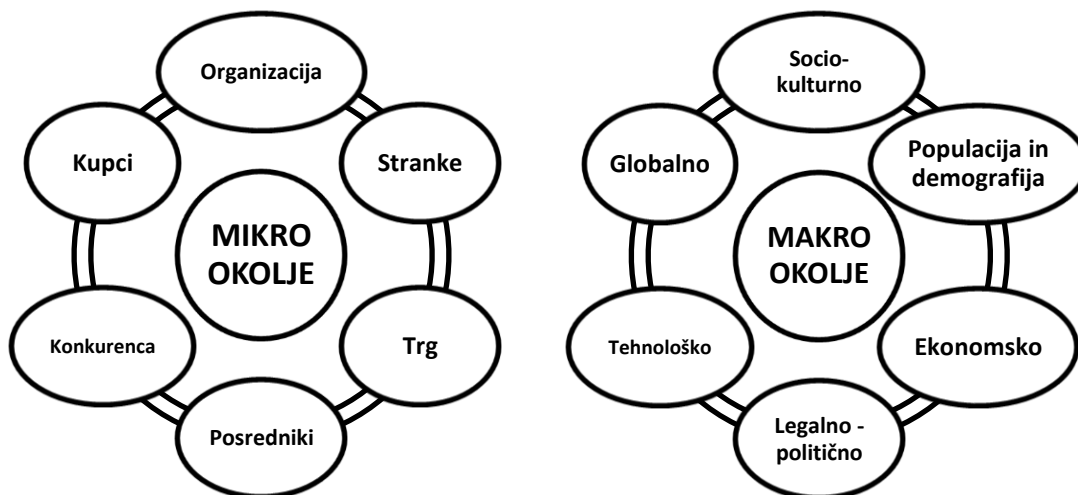 Organizacija
Kupci
Stranke
MIKRO
OKOLJE
Konkurenca
Trg
Posredniki
Socio-
kulturno
Globalno
Populacija in
demografija
MAKRO
OKOLJE
Tehnološko
Ekonomsko
Legalno -
politično